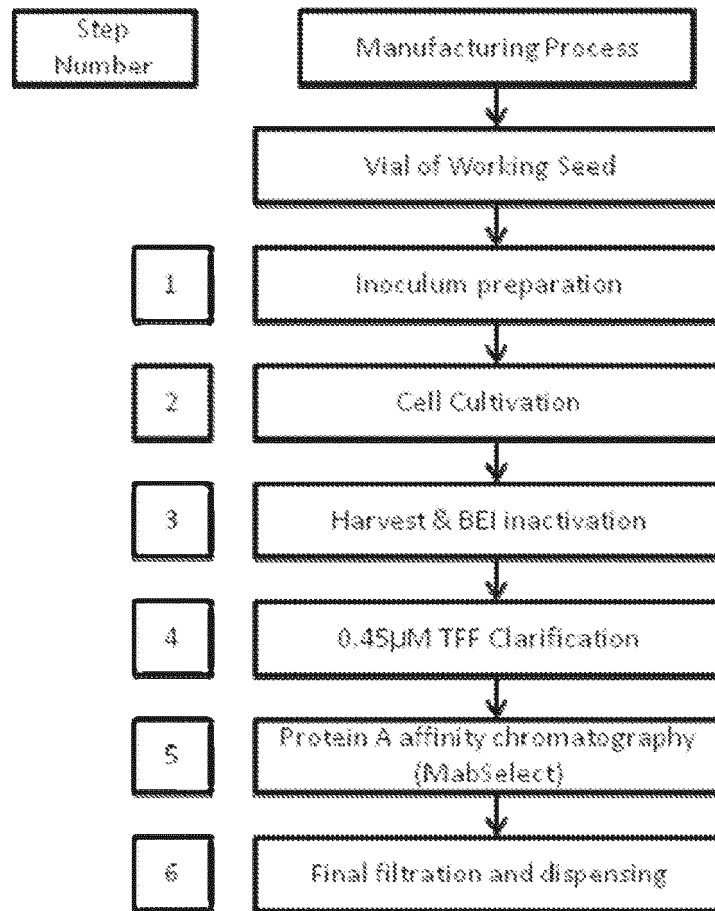 Step
Number
Manufacturing Process
Vial of Working Seed
1
Inoculum preparation
2
Cell Cultivation
3
Harvest & BEI inactivation
4
0.45µM TFF Clarification
5
Protein A affinity chromatography
(MabSelect)
6
Final filtration and dispensing